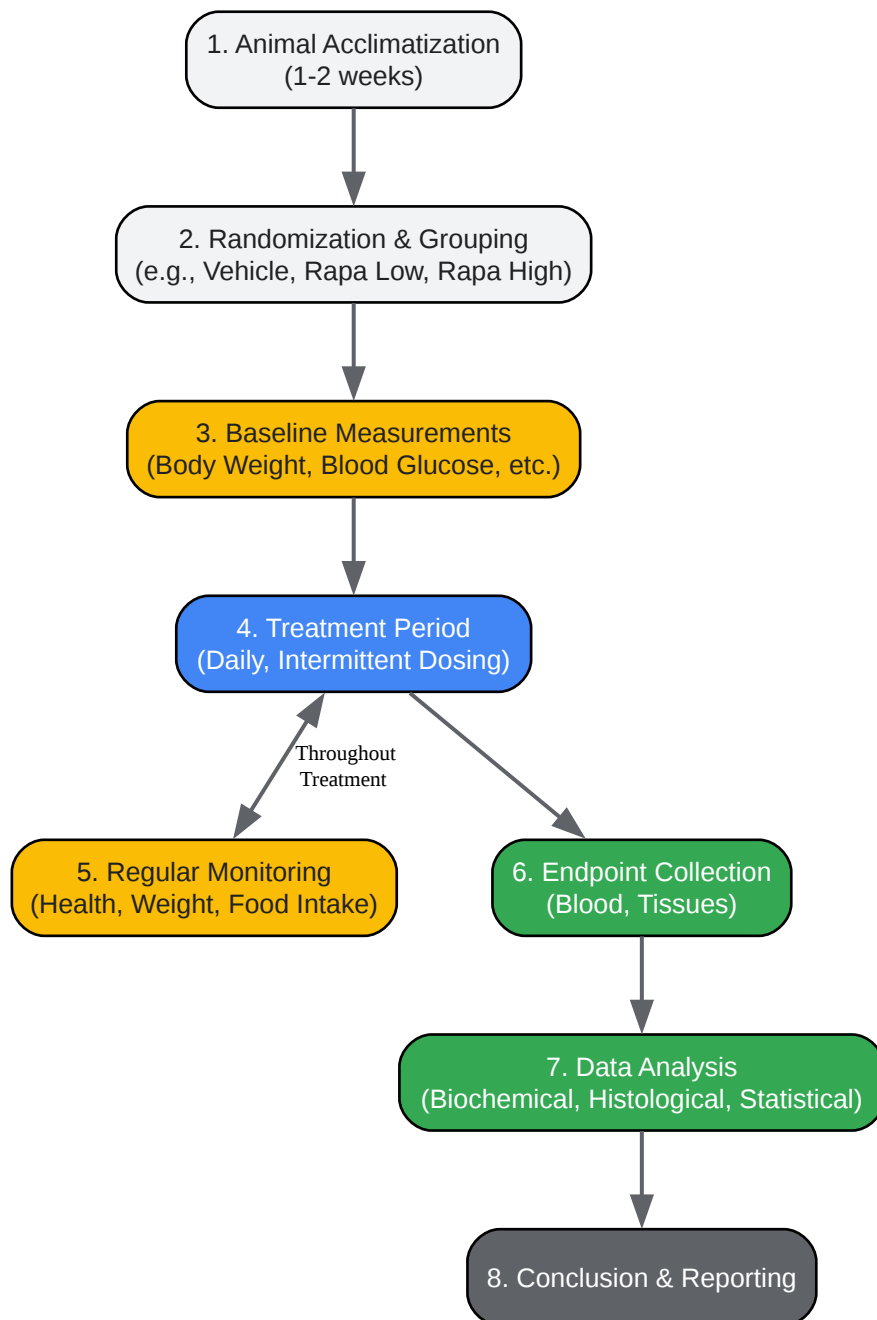 1. Animal Acclimatization
(1-2 weeks)
2. Randomization & Grouping
(e.g., Vehicle, Rapa Low, Rapa High)
3. Baseline Measurements
(Body Weight, Blood Glucose, etc.)
4. Treatment Period
(Daily, Intermittent Dosing)
Throughout
Treatment
5. Regular Monitoring
(Health, Weight, Food Intake)
6. Endpoint Collection
(Blood, Tissues)
7. Data Analysis
(Biochemical, Histological, Statistical)
8. Conclusion & Reporting